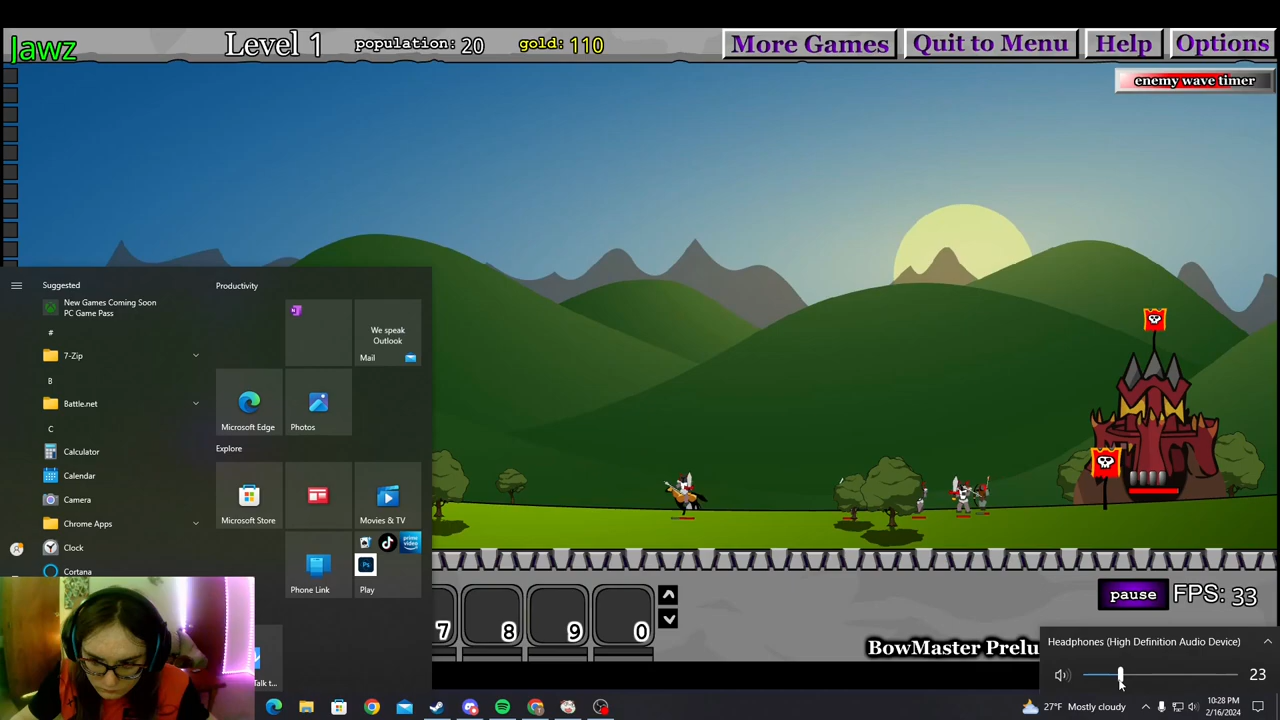 Jawz
Level 1
population: 20
gold: 110
More Games
Quit to Menu
Help
Options
enemy wave timer
Suggested
New Games Coming Soon
PC Game Pass
#
7-Zip
B
Battle.net
C
Calculator
Calendar
Camera
Chrome Apps
Clock
Cortana
Productivity
We speak
Outlook
Mail
Microsoft Edge
Photos
Explore
Microsoft Store
Movies & TV
prime
video
Ps
Phone Link
Play
Talk t...
7
8
9
0
pause
FPS: 33
BowMaster Prelu
Headphones (High Definition Audio Device)
23
27°F Mostly cloudy
10:28 PM
2/16/2024